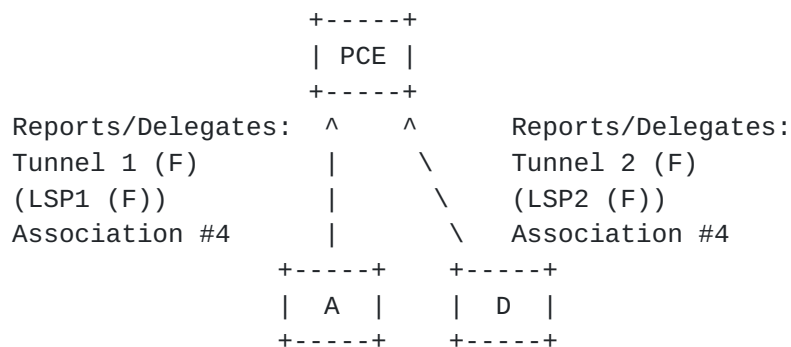 +-----+
| PCE |
+-----+
Reports/Delegates:  ^    ^      Reports/Delegates:
Tunnel 1 (F)        |     \     Tunnel 2 (F)
(LSP1 (F))          |      \    (LSP2 (F))
Association #4      |       \   Association #4
+-----+    +-----+
|  A  |    |  D  |
+-----+    +-----+